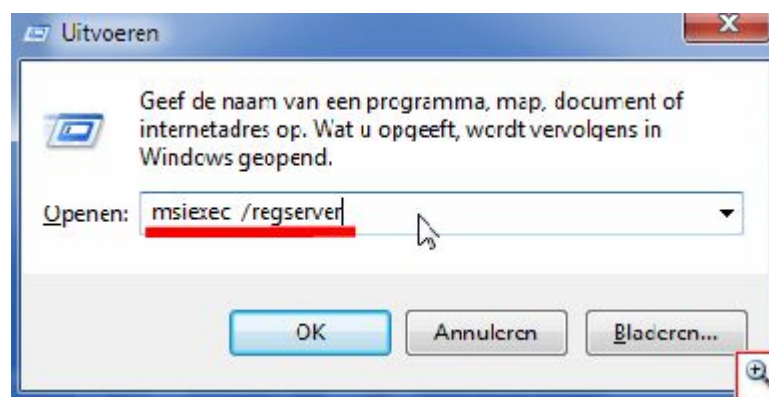 Uitvoeren
Geef de naam van een programma, map, document of
internetadres op. Wat u opgeeft, wordt vervolgens in
Windows geopend.
Openen: msiexec /regserver
OK Annuleren Bladeren...